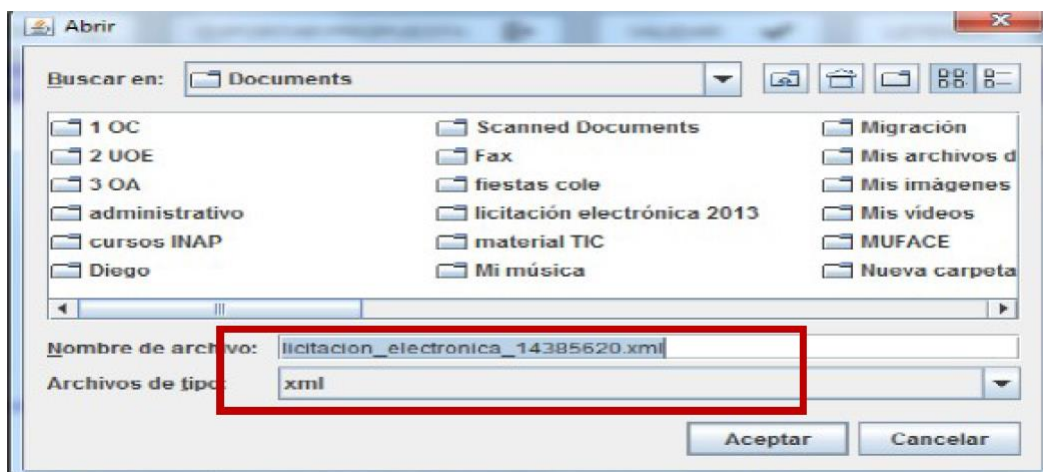 Abrir
Buscar en: Documents
1 OC
2 UOE
3 OA
administrativo
cursos INAP
Diego
Scanned Documents
Fax
fiestas cole
licitación electrónica 2013
material TIC
Mi música
Migración
Mis archivos d
Mis imágenes
Mis vídeos
MUFACE
Nueva carpeta
Nombre de archivo: licitacion_electronica_14385620.xml
Archivos de tipo: xml
Aceptar Cancelar